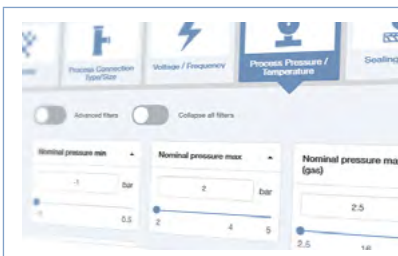 Process Connection
Type/Size
Voltage / Frequency
Process Pressure /
Temperature
Sealing
Advanced filters
Collapse all filters
Nominal pressure min
Nominal pressure max
Nominal pressure ma
(gas)
-1
bar
2
bar
2.5
-1
0.5
2
4
5
2.5
16